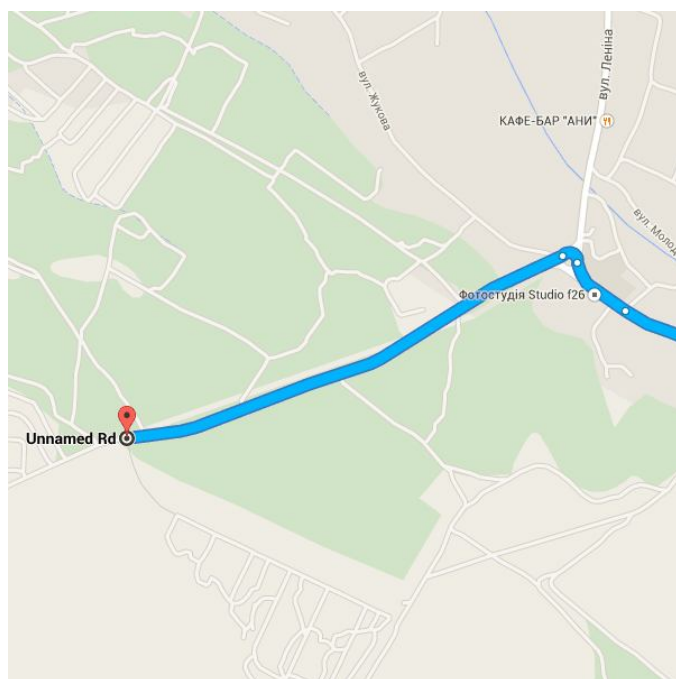 вул. Леніна
вул. Жукова
КАФЕ-БАР "АНИ"
вул. Молод
Фотостудія Studio f26
Unnamed Rd